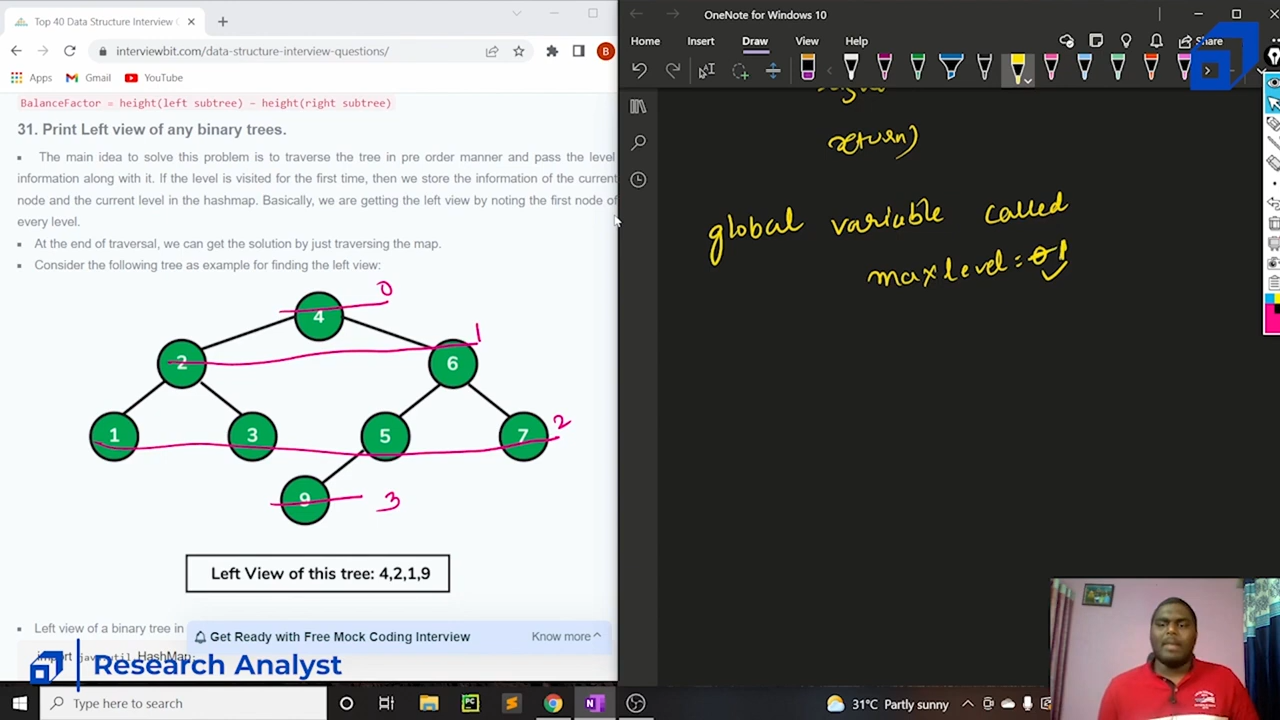 Top 40 Data Structure Interview
interviewbit.com/data-structure-interview-questions/
B
Apps
Gmail
YouTube
BalanceFactor = height(left subtree) – height(right subtree)
31. Print Left view of any binary trees.
The main idea to solve this problem is to traverse the tree in pre order manner and pass the level
information along with it. If the level is visited for the first time, then we store the information of the current
node and the current level in the hashmap. Basically, we are getting the left view by noting the first node of
every level.
At the end of traversal, we can get the solution by just traversing the map.
Consider the following tree as example for finding the left view:
4
0
2
6
1
1
3
5
7
2
9
3
Left View of this tree: 4,2,1,9
Left view of a binary tree in
Get Ready with Free Mock Coding Interview
Know more
import java.util.HashMap;
Research Analyst
Type here to search
OneNote for Windows 10
Home
Insert
Draw
View
Help
Share
return)
global variable called
maxlevel = 0 1
31°C Partly sunny